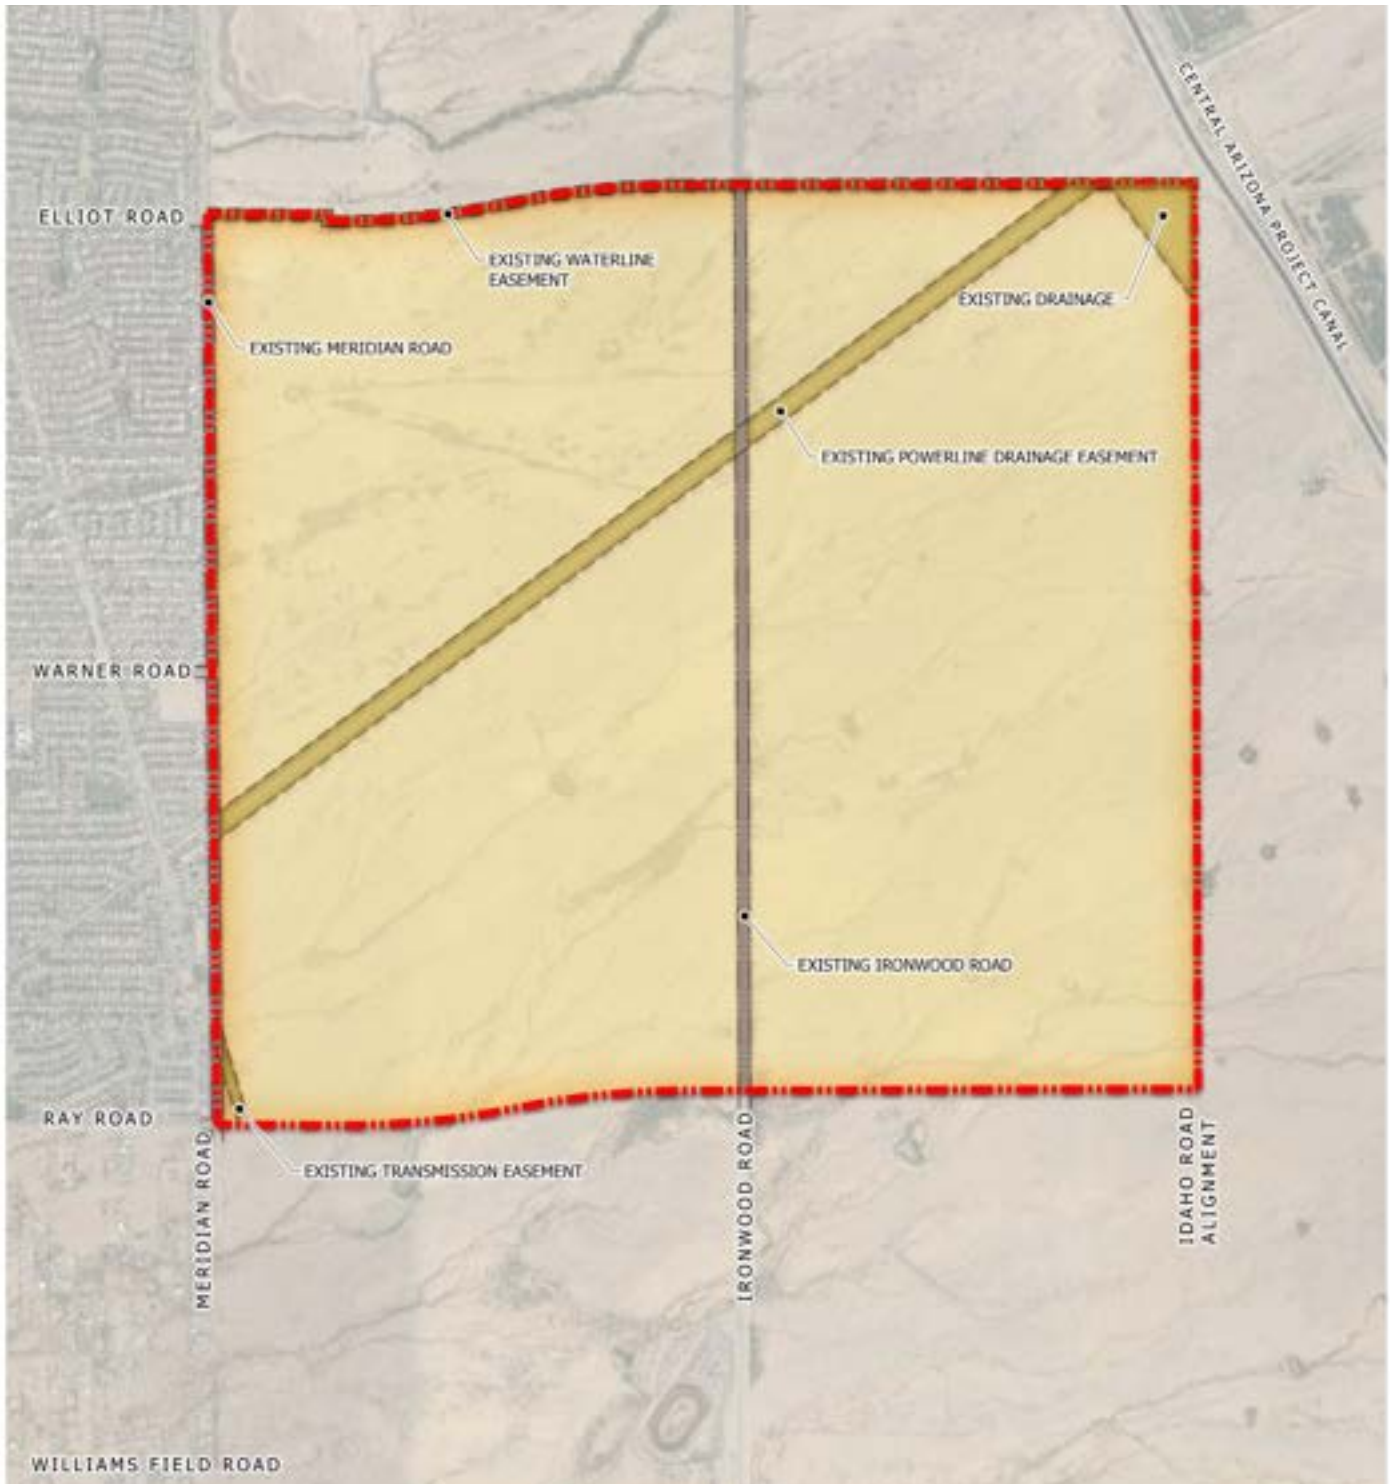 CENTRAL ARIZONA PROJECT CANAL
ELLIOT ROAD
EXISTING WATERLINE
EASEMENT
EXISTING DRAINAGE
EXISTING MERIDIAN ROAD
EXISTING POWERLINE DRAINAGE EASEMENT
WARNER ROAD
EXISTING IRONWOOD ROAD
RAY ROAD
EXISTING TRANSMISSION EASEMENT
MERIDIAN ROAD
IRONWOOD ROAD
IDAHO ROAD
ALIGNMENT
WILLIAMS FIELD ROAD